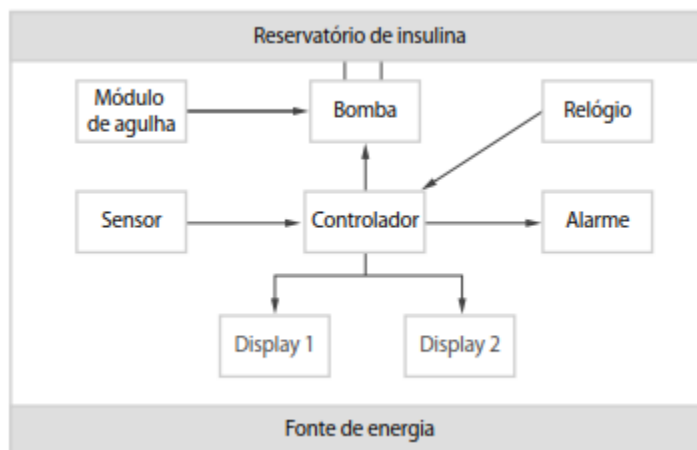 Reservatório de insulina
Módulo
de agulha
Bomba
Relógio
Sensor
Controlador
Alarme
Display 1
Display 2
Fonte de energia